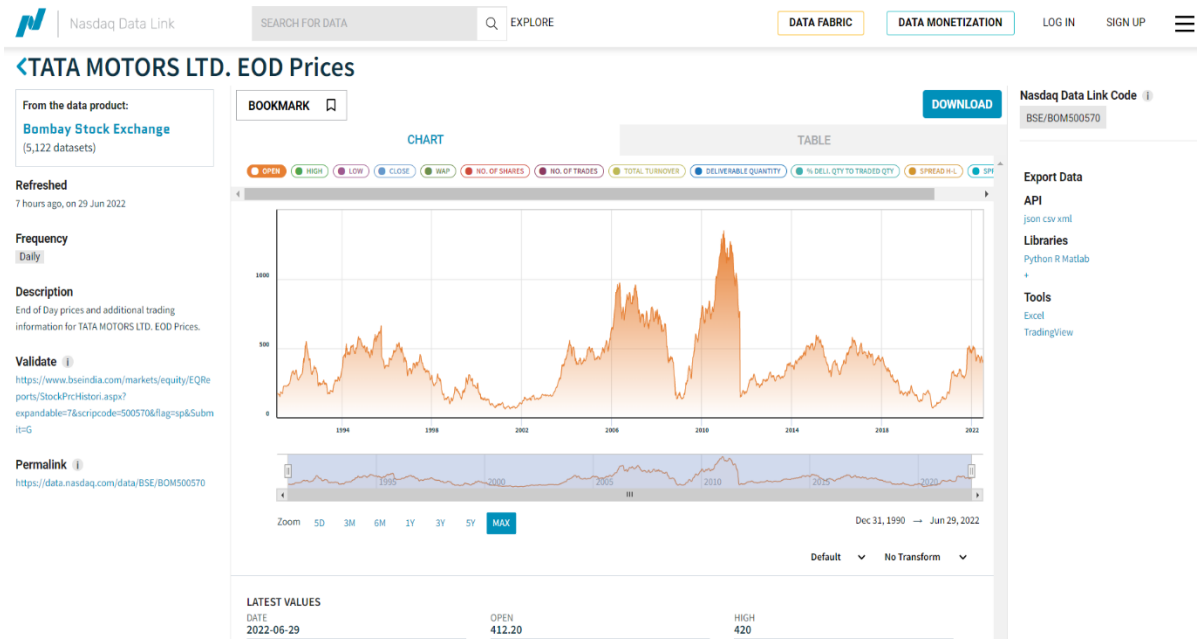 Nasdaq Data Link
SEARCH FOR DATA
EXPLORE
DATA FABRIC
DATA MONETIZATION
LOG IN
SIGN UP
TATA MOTORS LTD. EOD Prices
From the data product:
Bombay Stock Exchange
(5,122 datasets)
Refreshed
7 hours ago, on 29 Jun 2022
Frequency
Daily
Description
End of Day prices and additional trading
information for TATA MOTORS LTD. EOD Prices.
Validate i
https://www.bseindia.com/markets/equity/EQRe
ports/StockPrcHistori.aspx?
expandable=7&scripcode=500570&flag=sp&Subm
it=G
Permalink i
https://data.nasdaq.com/data/BSE/BOM500570
BOOKMARK
DOWNLOAD
CHART
TABLE
OPEN
HIGH
LOW
CLOSE
WAP
NO. OF SHARES
NO. OF TRADES
TOTAL TURNOVER
DELIVERABLE QUANTITY
% DELI. QTY TO TRADED QTY
SPREAD H-L
1000
500
0
1994
1998
2002
2006
2010
2014
2018
2022
1995
2000
2005
2010
2015
2020
Zoom 5D 3M 6M 1Y 3Y 5Y MAX
Dec 31, 1990 → Jun 29, 2022
Default
No Transform
LATEST VALUES
DATE
2022-06-29
OPEN
412.20
HIGH
420
Nasdaq Data Link Code i
BSE/BOM500570
Export Data
API
json csv xml
Libraries
Python R Matlab
+
Tools
Excel
TradingView